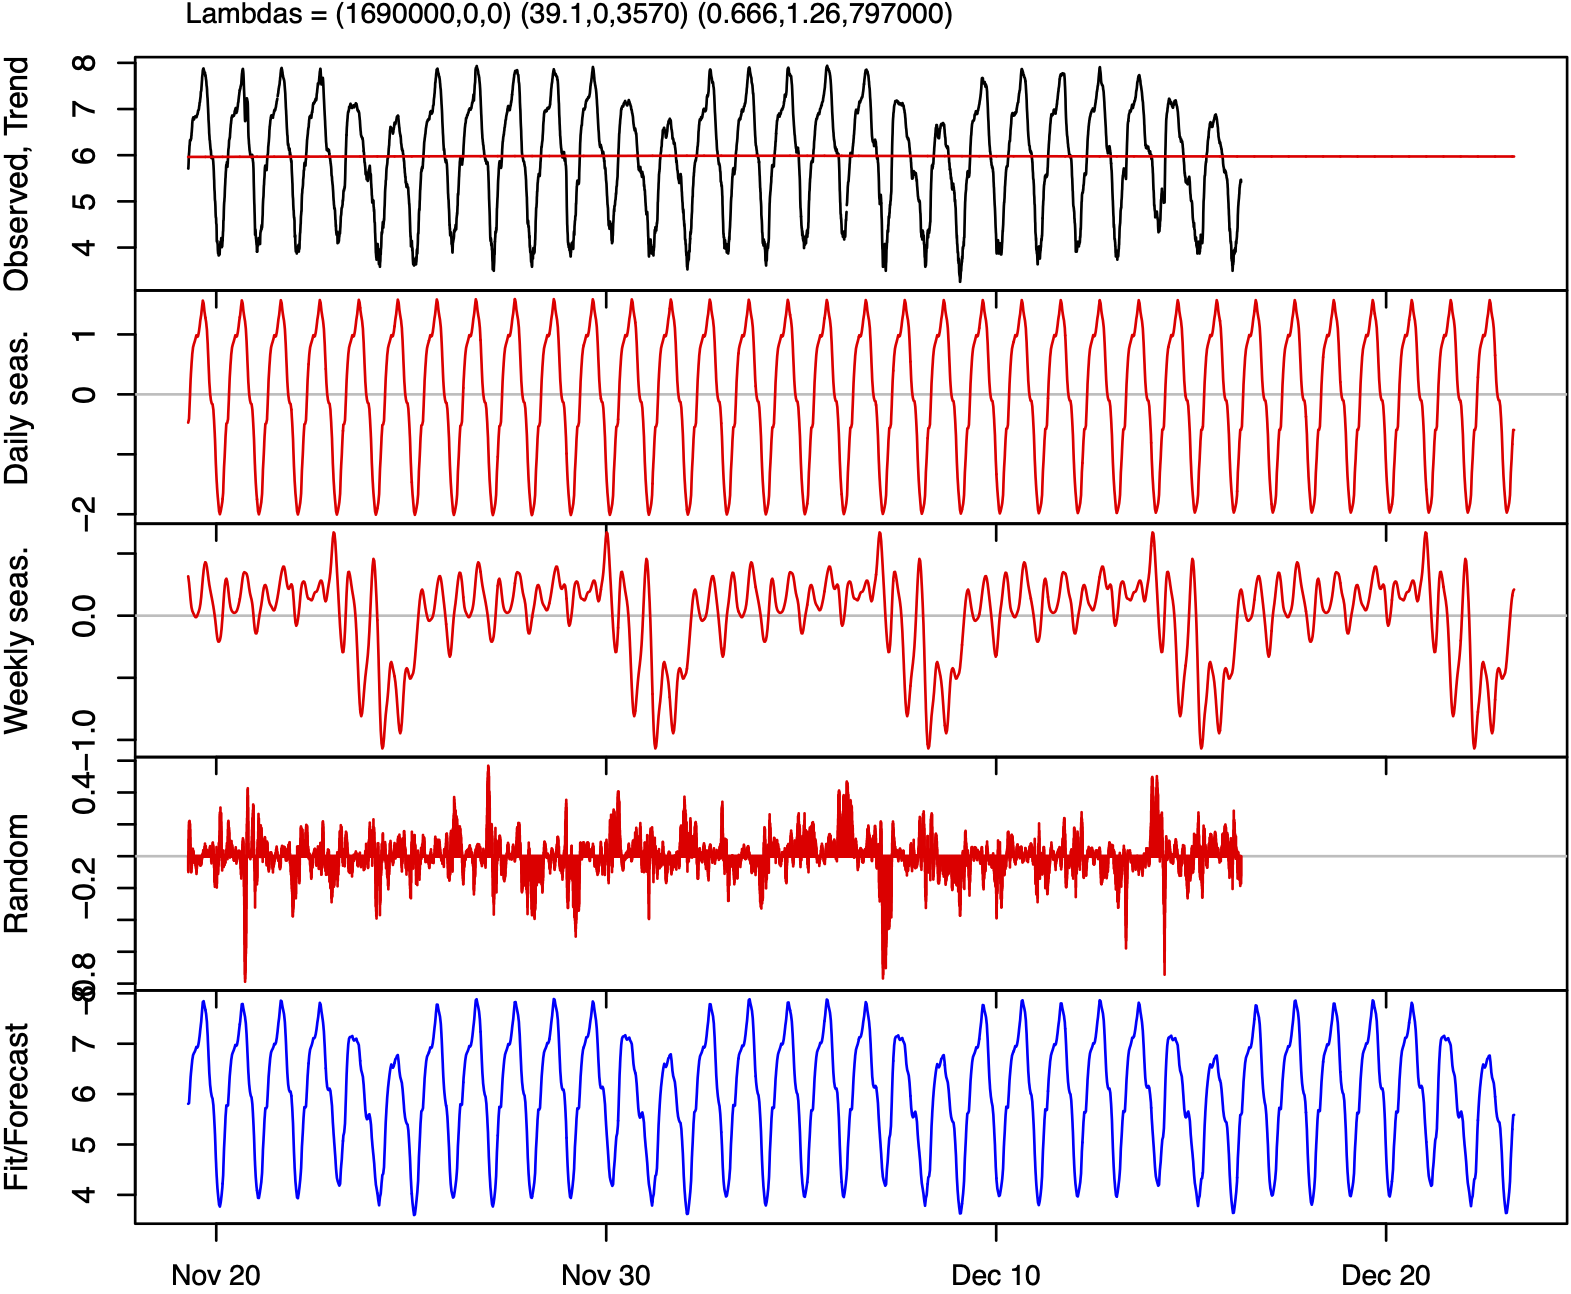 Lambdas = (1690000,0,0) (39.1,0,3570) (0.666,1.26,797000)
Observed, Trend
8
7
6
5
4
Daily seas.
1
0
−2
Weekly seas.
0.0
−1.0
Random
0.4
−0.2
−0.8
Fit/Forecast
8
7
6
5
4
Nov 20 Nov 30 Dec 10 Dec 20